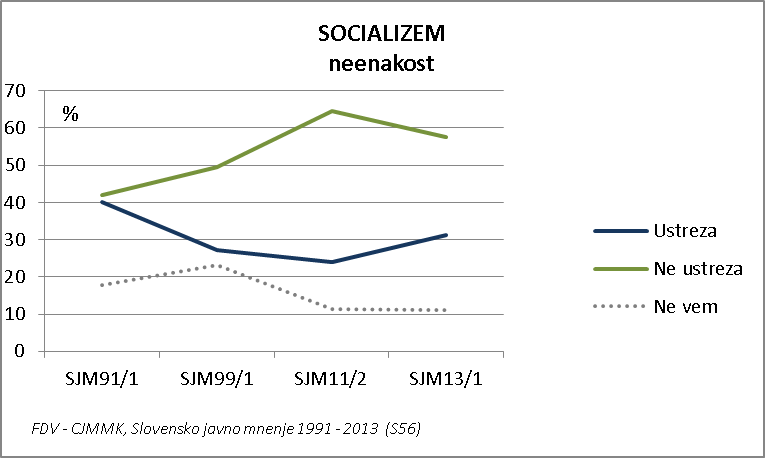 SOCIALIZEM
neenakost
%
70
60
50
40
30
20
10
0
SJM91/1 SJM99/1 SJM11/2 SJM13/1
Ustreza
Ne ustreza
Ne vem
FDV - CJMMK, Slovensko javno mnenje 1991 - 2013 (S56)